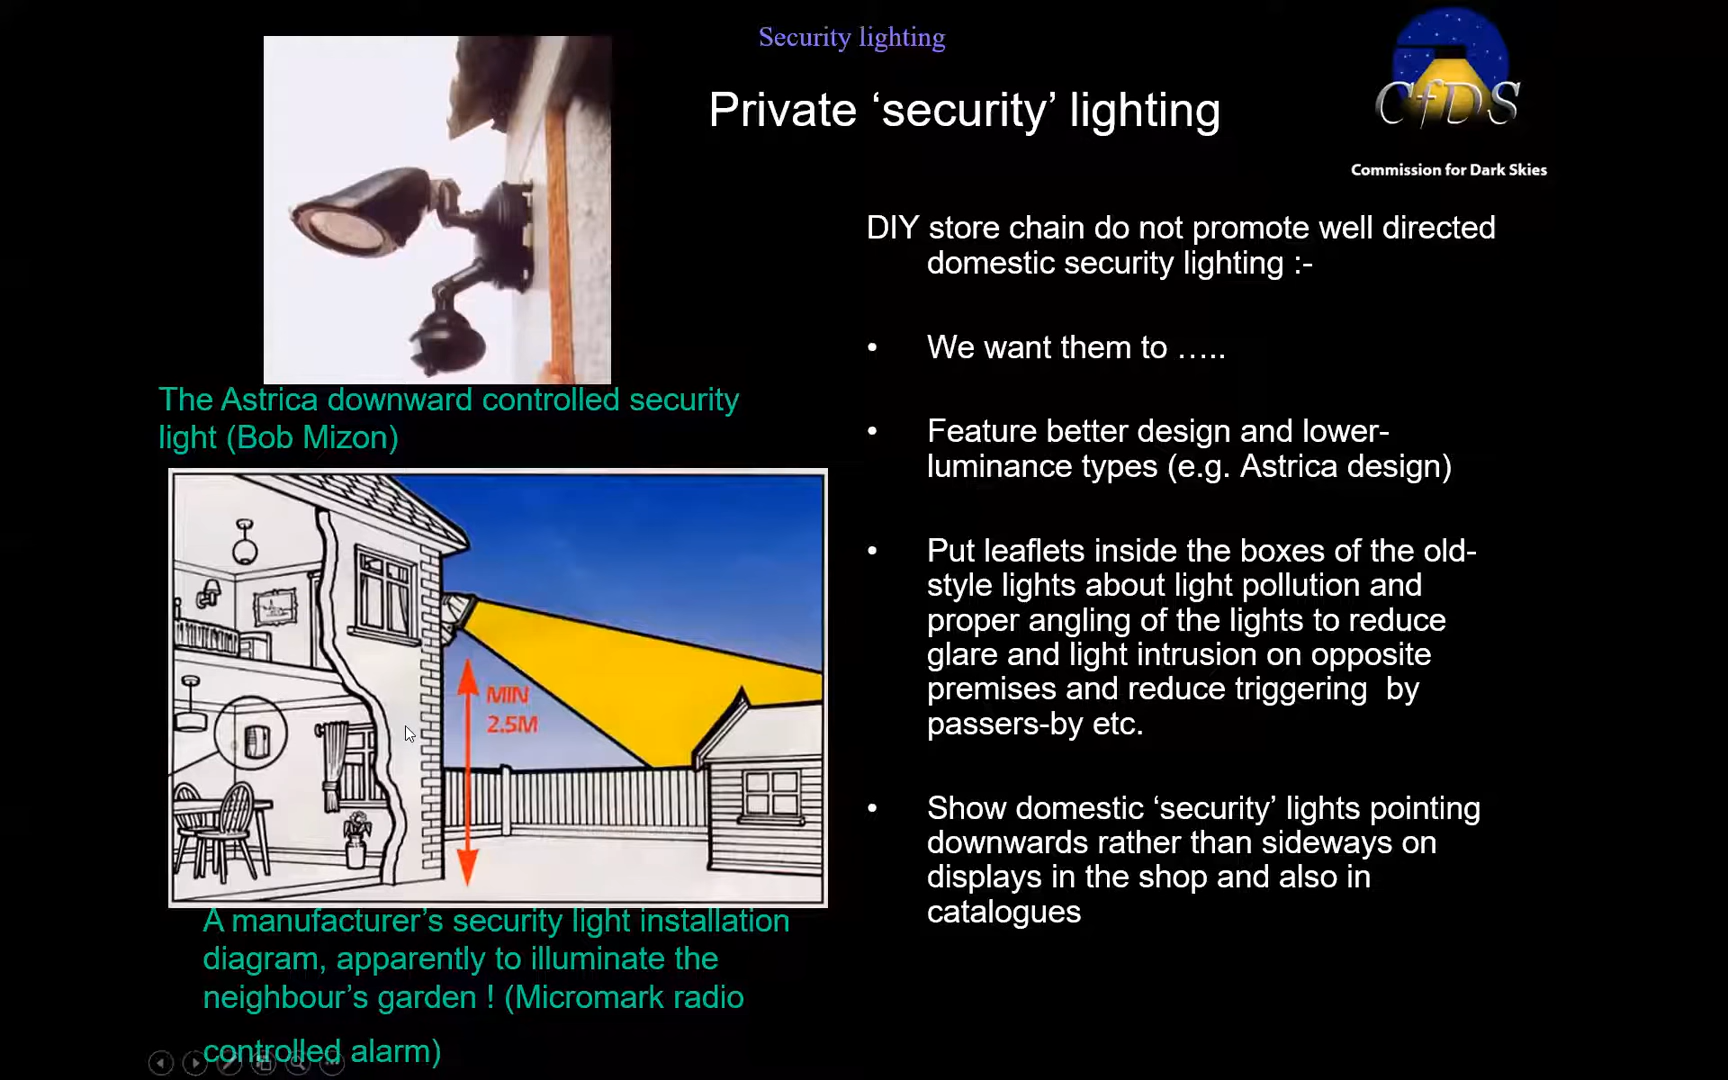 Security lighting
Private ‘security’ lighting
CfDS
Commission for Dark Skies
The Astrica downward controlled security
light (Bob Mizon)
MIN
2.5M
A manufacturer’s security light installation
diagram, apparently to illuminate the
neighbour’s garden ! (Micromark radio
controlled alarm)
DIY store chain do not promote well directed
domestic security lighting :-
• We want them to …..
• Feature better design and lower-
luminance types (e.g. Astrica design)
• Put leaflets inside the boxes of the old-
style lights about light pollution and
proper angling of the lights to reduce
glare and light intrusion on opposite
premises and reduce triggering by
passers-by etc.
• Show domestic ‘security’ lights pointing
downwards rather than sideways on
displays in the shop and also in
catalogues